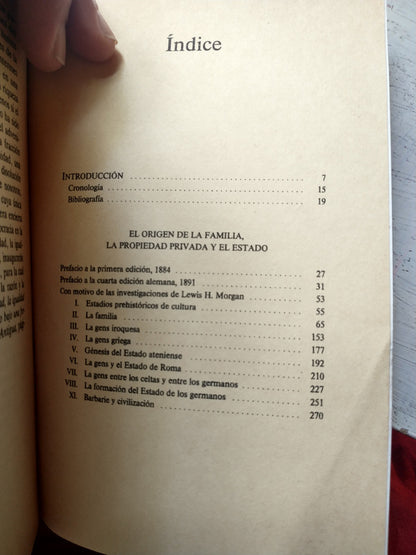 Índice
INTRODUCCIÓN 7
Cronología 15
Bibliografía 19
EL ORIGEN DE LA FAMILIA,
LA PROPIEDAD PRIVADA Y EL ESTADO
Prefacio a la primera edición, 1884 27
Prefacio a la cuarta edición alemana, 1891 31
Con motivo de las investigaciones de Lewis H. Morgan 53
I. Estadios prehistóricos de cultura 55
II. La familia 65
III. La gens iroquesa 153
IV. La gens griega 177
V. Génesis del Estado ateniense 192
VI. La gens y el Estado de Roma 210
VII. La gens entre los celtas y entre los germanos 227
VIII. La formación del Estado de los germanos 251
XI. Barbarie y civilización 270